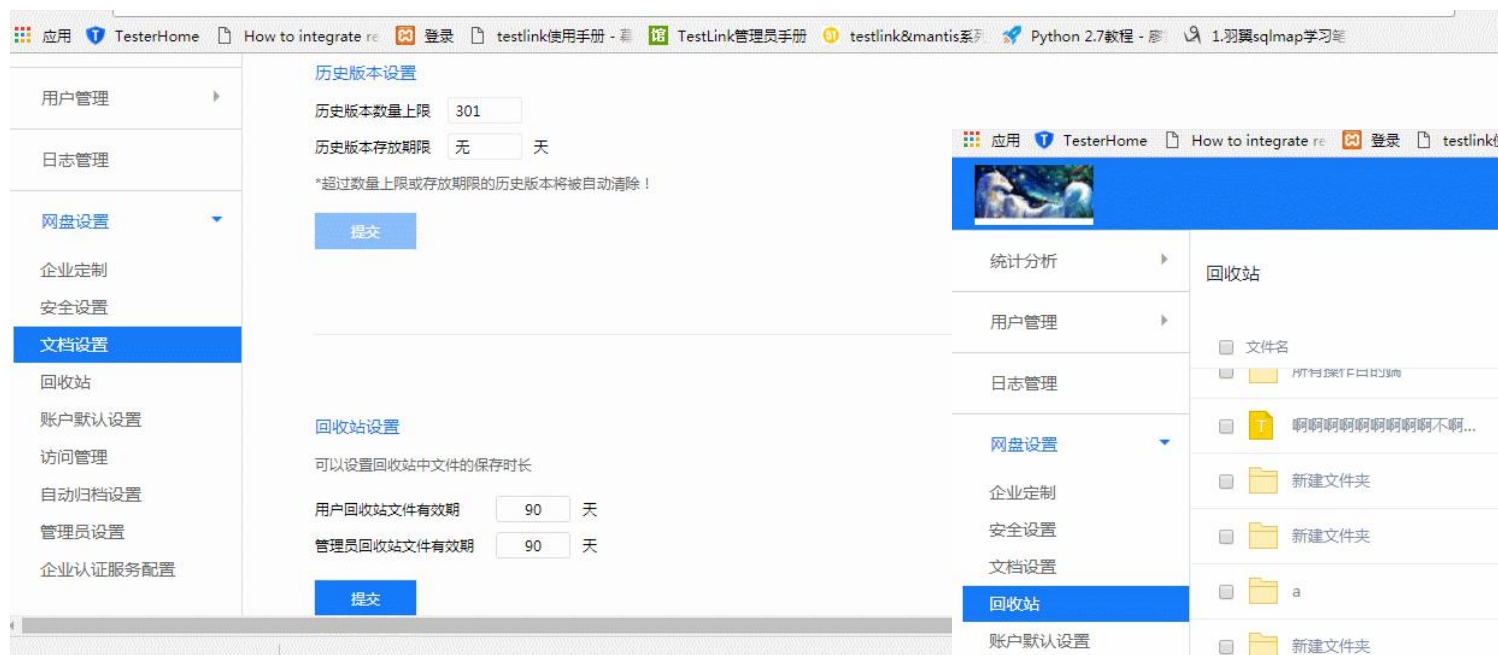 应用 TesterHome How to integrate re 登录 testlink使用手册 - 幕 TestLink管理员手册 testlink&mantis系列 Python 2.7教程 - 廖 1.羽翼sqlmap学习笔
用户管理
日志管理
网盘设置
企业定制
安全设置
文档设置
回收站
账户默认设置
访问管理
自动归档设置
管理员设置
企业认证服务配置
历史版本设置
历史版本数量上限 301
历史版本存放期限 无 天
*超过数量上限或存放期限的历史版本将被自动清除！
提交
回收站设置
可以设置回收站中文件的保存时长
用户回收站文件有效期 90 天
管理员回收站文件有效期 90 天
提交
应用 TesterHome How to integrate re 登录 testlink
统计分析
用户管理
日志管理
网盘设置
企业定制
安全设置
文档设置
回收站
账户默认设置
回收站
文件名
所有操作日的端
T 啊啊啊啊啊啊啊啊啊不啊...
新建文件夹
新建文件夹
a
新建文件夹